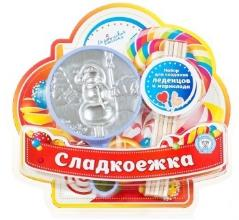 Набор для создания
леденцов
и мармелада
Сладкоежка